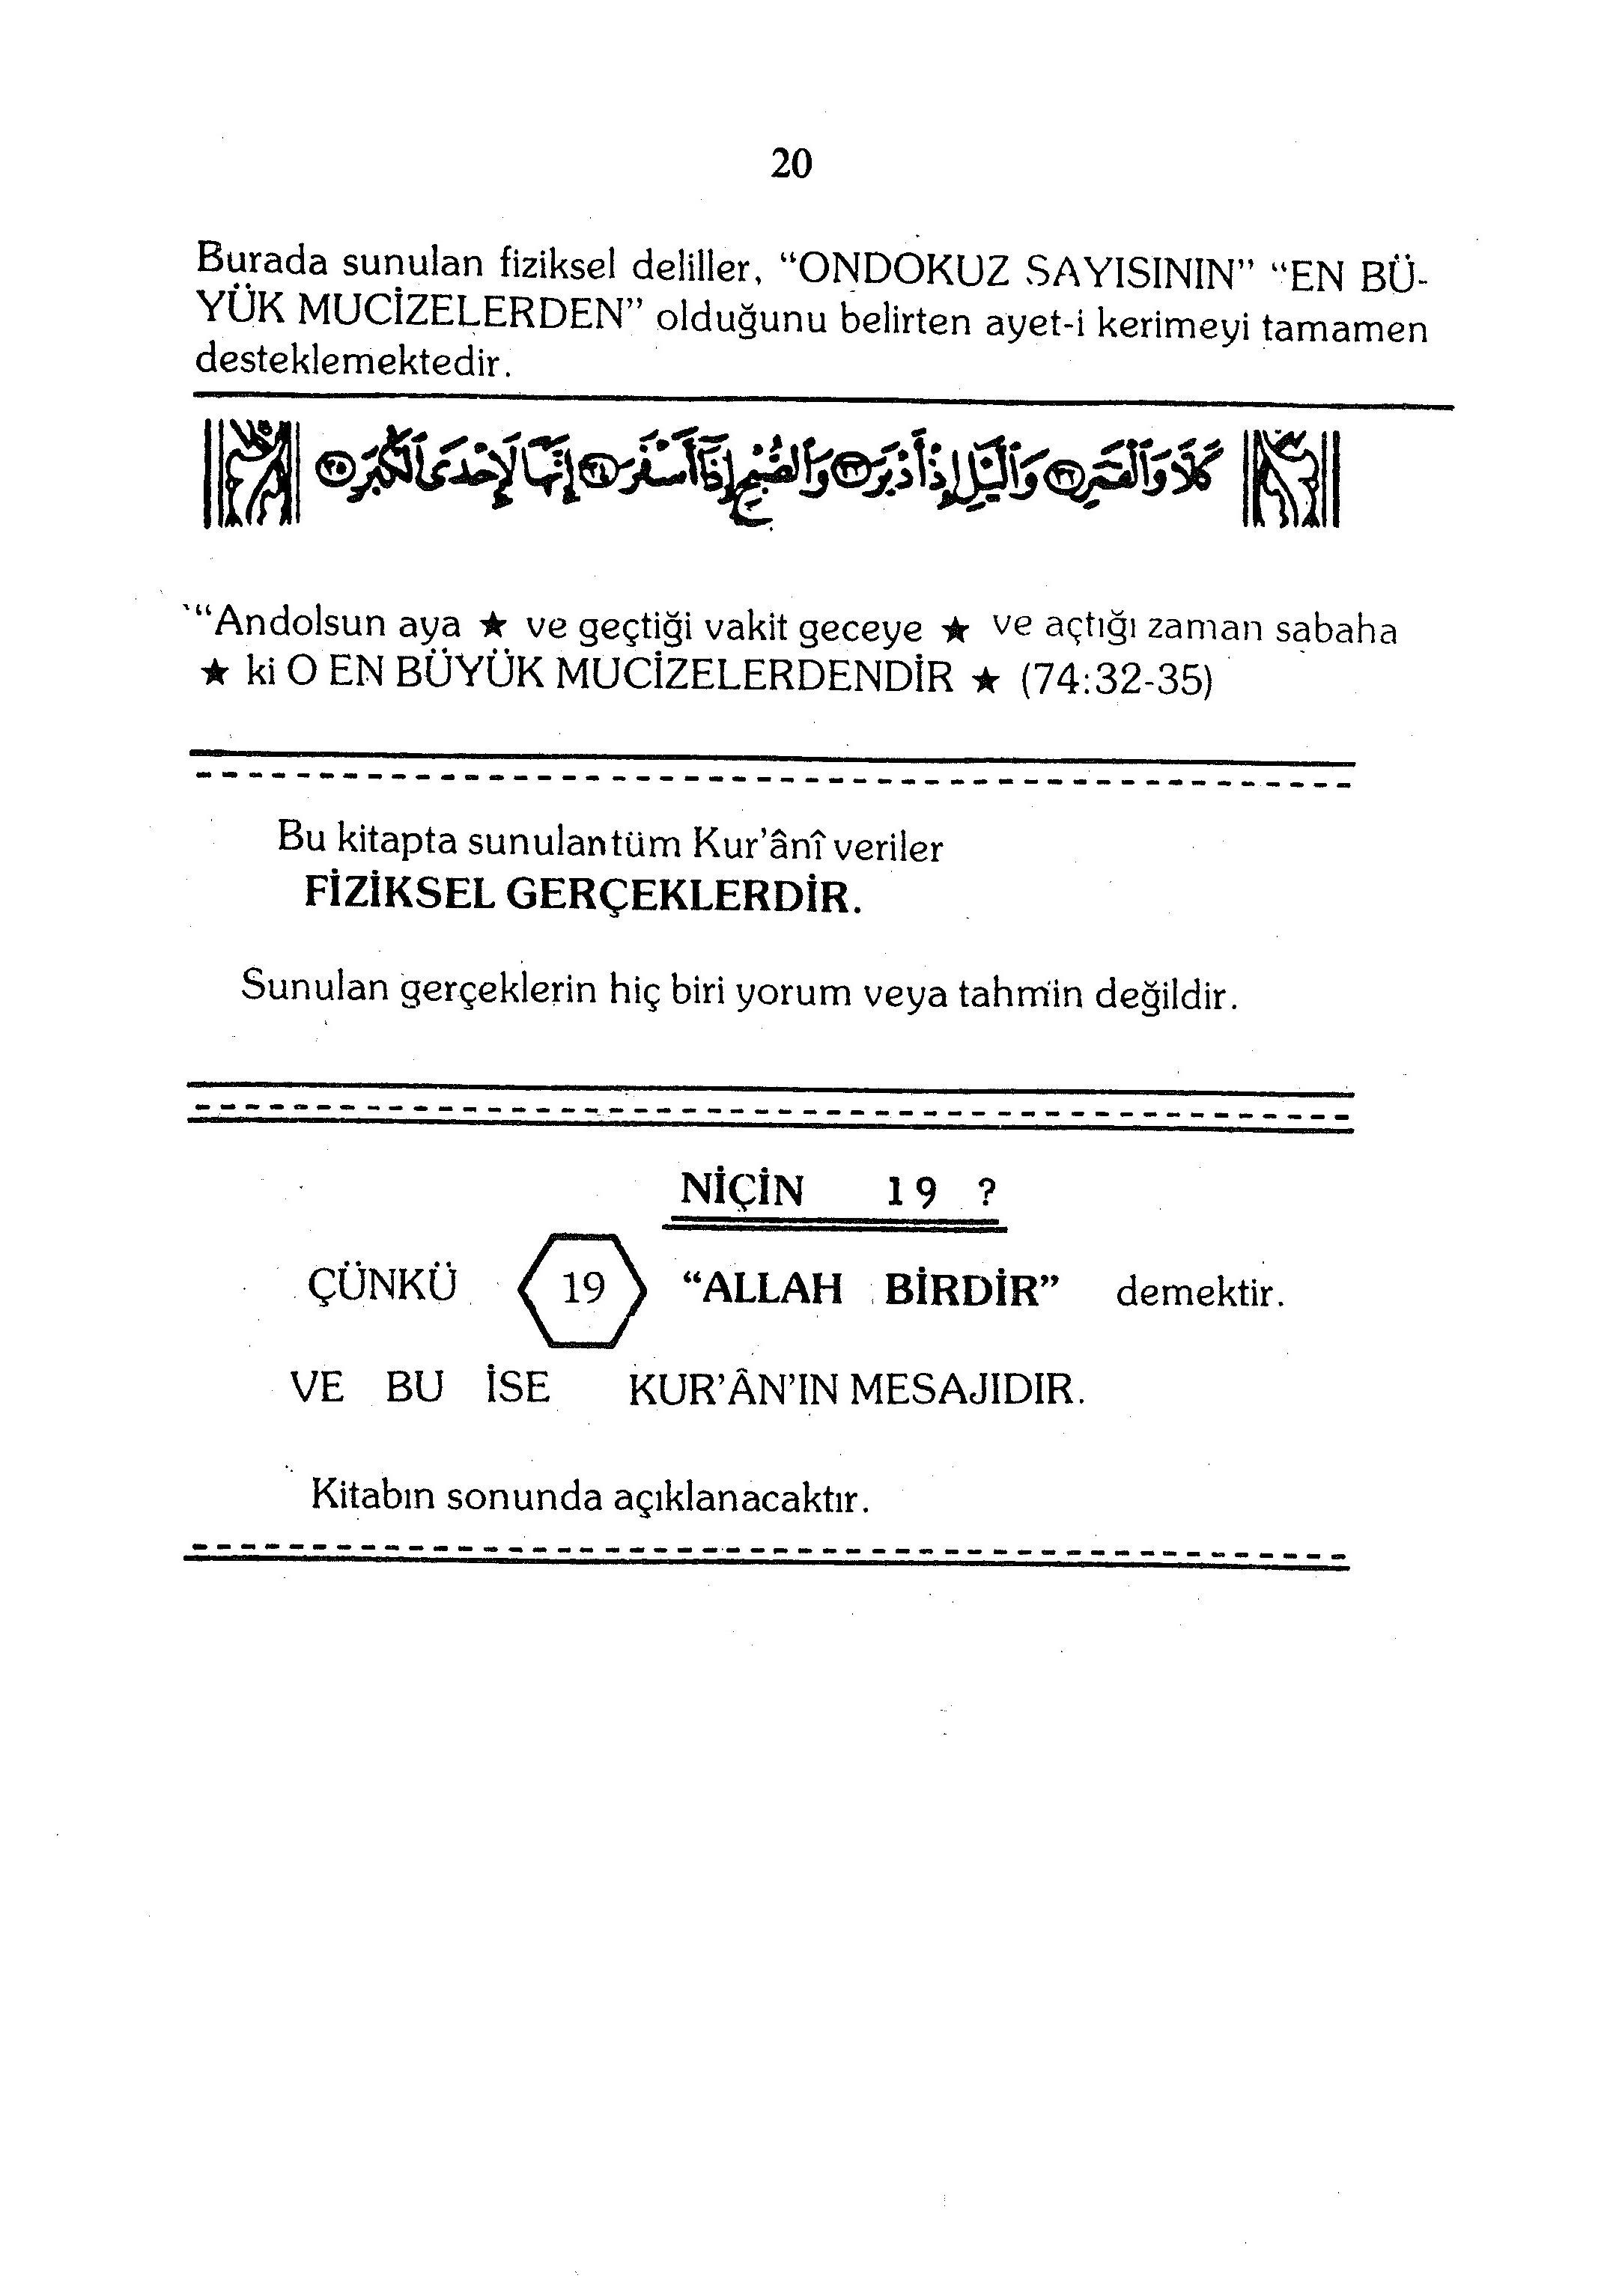 20
Burada sunulan fiziksel deliller, “ONDOKUZ SAYISININ” “EN BÜ-
YÜK MUCİZELERDEN” olduğunu belirten ayet-i kerimeyi tamamen
desteklemektedir.
كَلَّا وَالْقَمَرِ ٣٢ وَالَّيْلِ إِذْ أَدْبَرَ ٣٣ وَالصُّبْحِ إِذَا أَسْفَرَ ٣٤ إِنَّهَا لَإِحْدَى الْكُبَرِ ٣٥
“Andolsun aya ★ ve geçtiği vakit geceye ★ ve açtığı zaman sabaha
★ ki O EN BÜYÜK MUCİZELERDENDİR ★ (74:32-35)
Bu kitapta sunulan tüm Kur’ânî veriler
FİZİKSEL GERÇEKLERDİR.
Sunulan gerçeklerin hiç biri yorum veya tahmin değildir.
NİÇİN 19 ?
ÇÜNKÜ 19 “ALLAH BİRDİR” demektir.
VE BU İSE KUR’ÂN’IN MESAJIDIR.
Kitabın sonunda açıklanacaktır.